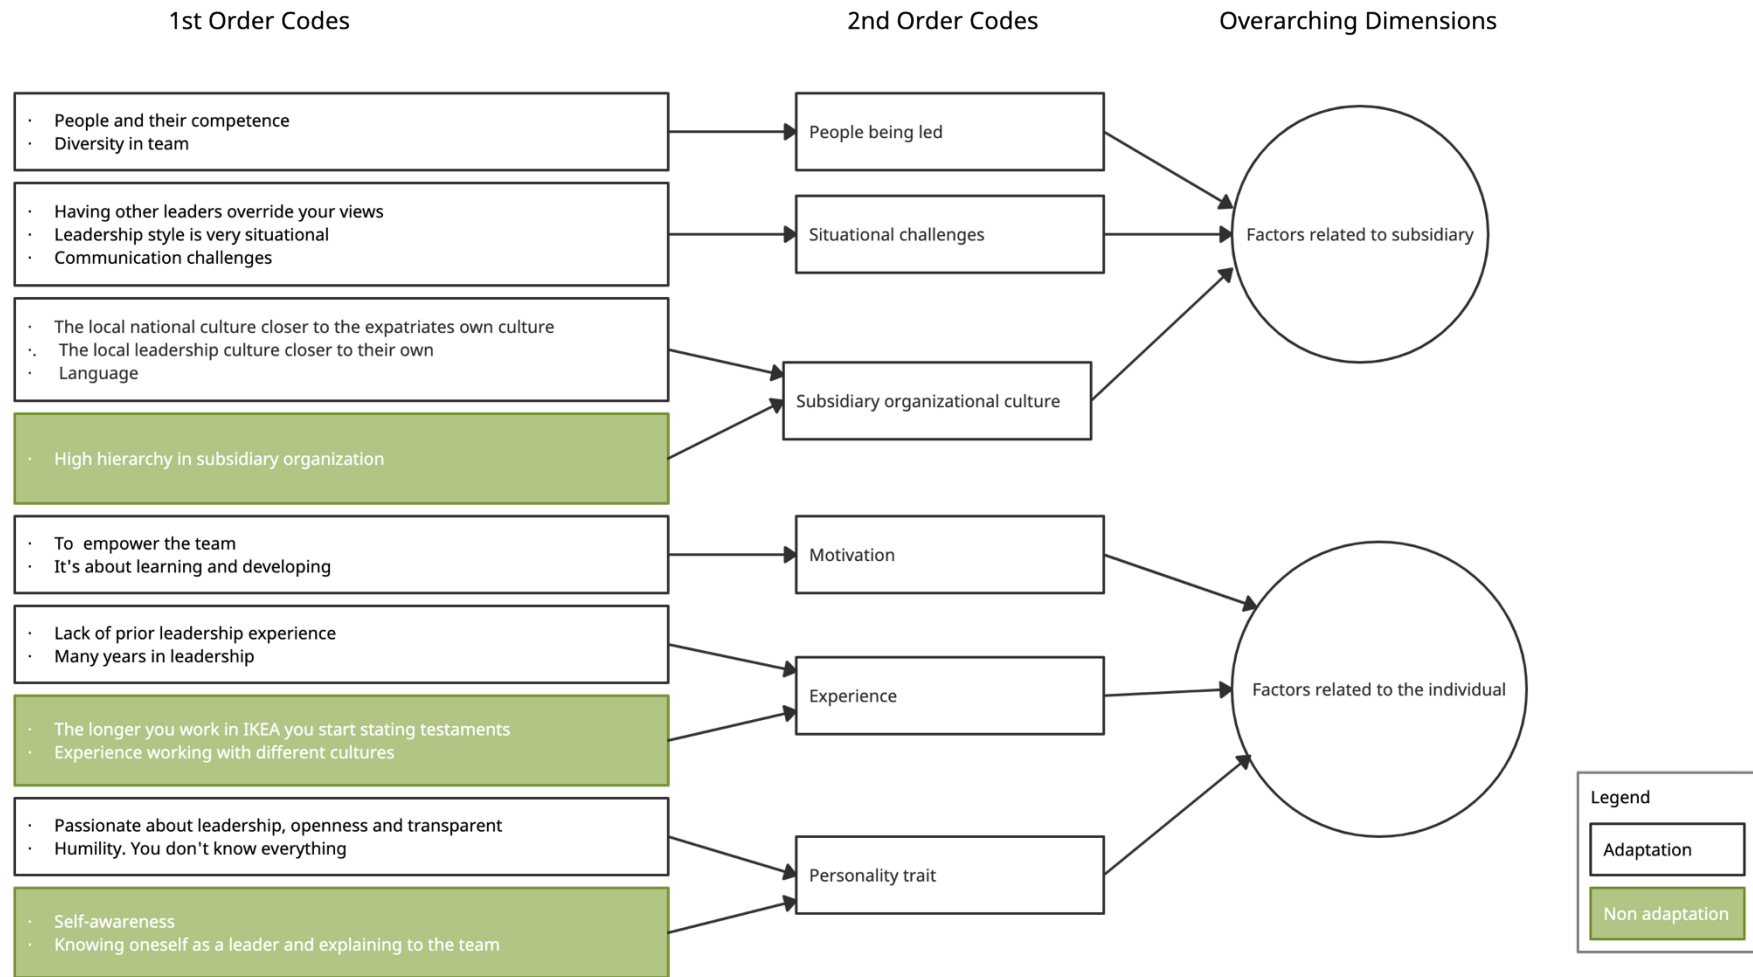 1st Order Codes
2nd Order Codes
Overarching Dimensions
· People and their competence
· Diversity in team
People being led
· Having other leaders override your views
· Leadership style is very situational
· Communication challenges
Situational challenges
Factors related to subsidiary
· The local national culture closer to the expatriates own culture
·. The local leadership culture closer to their own
· Language
Subsidiary organizational culture
· High hierarchy in subsidiary organization
· To  empower the team
· It's about learning and developing
Motivation
· Lack of prior leadership experience
· Many years in leadership
Experience
Factors related to the individual
· The longer you work in IKEA you start stating testaments
· Experience working with different cultures
· Passionate about leadership, openness and transparent
· Humility. You don't know everything
Personality trait
· Self-awareness
· Knowing oneself as a leader and explaining to the team
Legend
Adaptation
Non adaptation